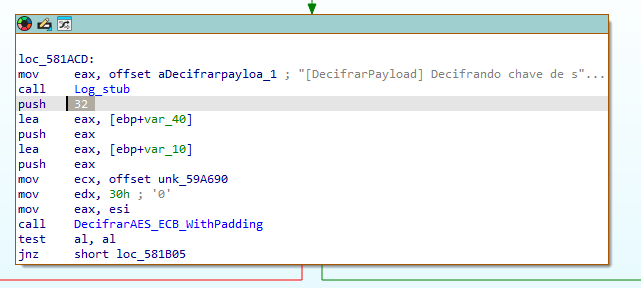 loc_581ACD:
mov eax, offset aDecifrarpayloa_1 ; "[DecifrarPayload] Decifrando chave de s"...
call Log_stub
push 32
lea eax, [ebp+var_40]
push eax
lea eax, [ebp+var_10]
push eax
mov ecx, offset unk_59A690
mov edx, 30h ; '0'
mov eax, esi
call DecifrarAES_ECB_WithPadding
test al, al
jnz short loc_581B05